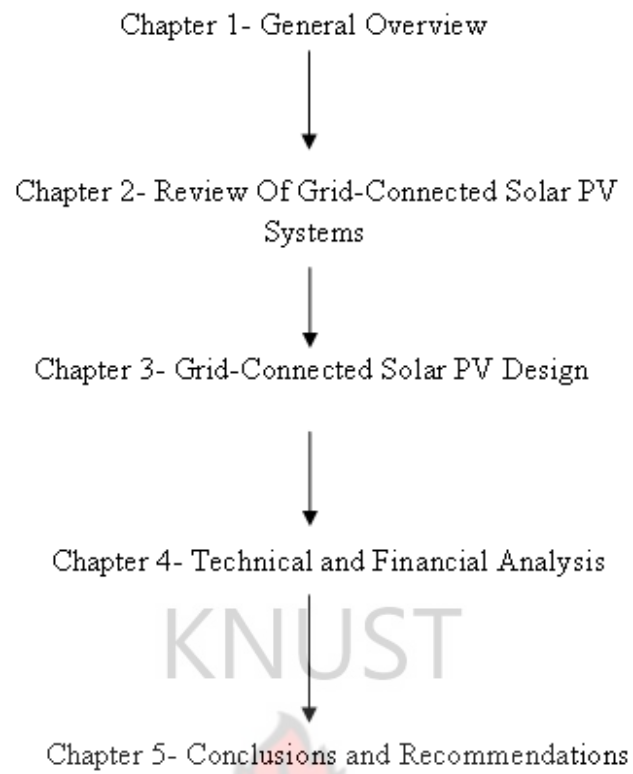 Chapter 1- General Overview
Chapter 2- Review Of Grid-Connected Solar PV
Systems
Chapter 3- Grid-Connected Solar PV Design
Chapter 4- Technical and Financial Analysis
KNUST
Chapter 5- Conclusions and Recommendations